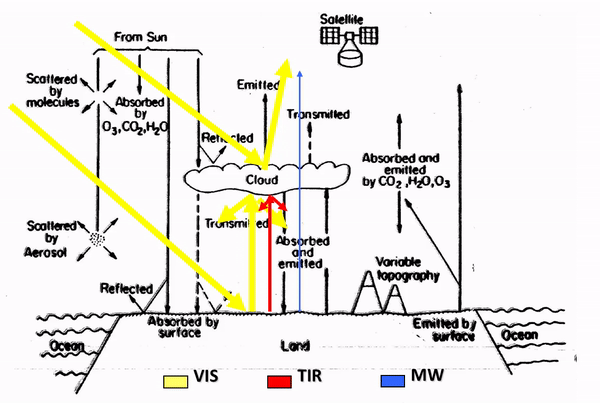 Satellite
From Sun
Scattered
by
molecules
Absorbed
by
O3,CO2,H2O
Emitted
Transmitted
Reflected
Absorbed and
emitted
by CO2 ,H2O,O3
Cloud
Scattered
by
Aerosol
Transmitted
Absorbed
and
emitted
Variable
topography
Reflected
Absorbed by
surface
Emitted by
surface
Ocean
Land
Ocean
VIS
TIR
MW